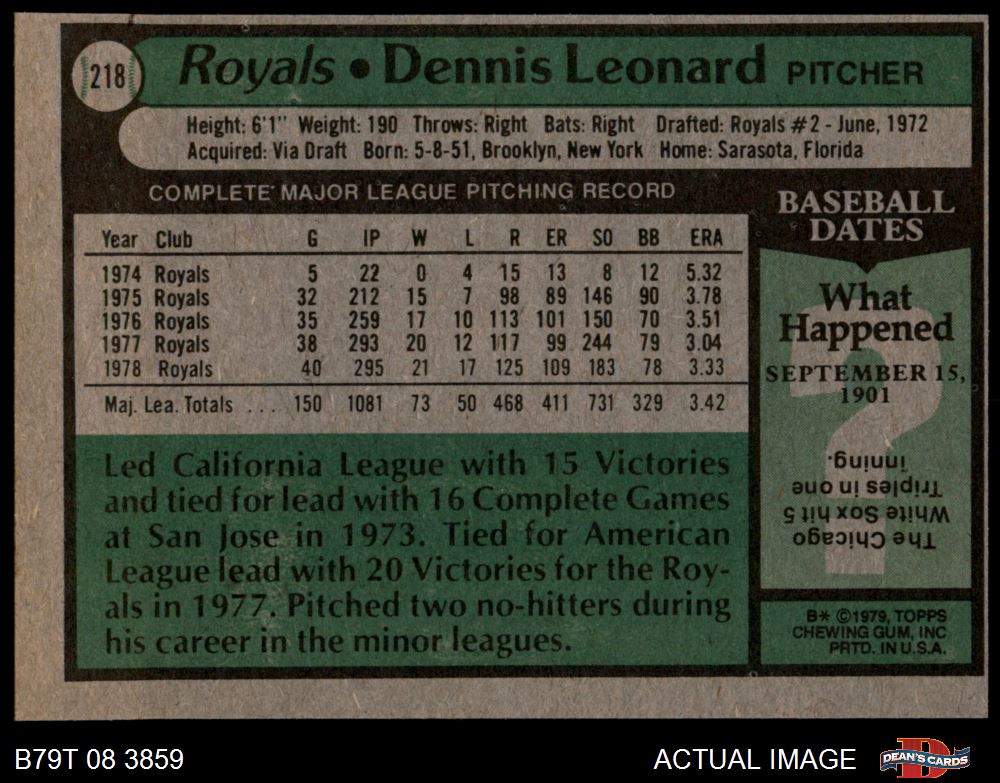 218
Royals • Dennis Leonard PITCHER
Height: 6'1" Weight: 190 Throws: Right Bats: Right Drafted: Royals #2 - June, 1972
Acquired: Via Draft Born: 5-8-51, Brooklyn, New York Home: Sarasota, Florida
COMPLETE MAJOR LEAGUE PITCHING RECORD
Year Club G IP W L R ER SO BB ERA
1974 Royals 5 22 0 4 15 13 8 12 5.32
1975 Royals 32 212 15 7 98 89 146 90 3.78
1976 Royals 35 259 17 10 113 101 150 70 3.51
1977 Royals 38 293 20 12 117 99 244 79 3.04
1978 Royals 40 295 21 17 125 109 183 78 3.33
Maj. Lea. Totals ... 150 1081 73 50 468 411 731 329 3.42
Led California League with 15 Victories
and tied for lead with 16 Complete Games
at San Jose in 1973. Tied for American
League lead with 20 Victories for the Roy-
als in 1977. Pitched two no-hitters during
his career in the minor leagues.
BASEBALL
DATES
What
Happened
SEPTEMBER 15,
1901
?
The Chicago
White Sox hit 5
Triples in one
inning.
B* ©1979, TOPPS
CHEWING GUM, INC
PRTD. IN U.S.A.
B79T 08 3859
ACTUAL IMAGE
D
DEAN'S CARDS